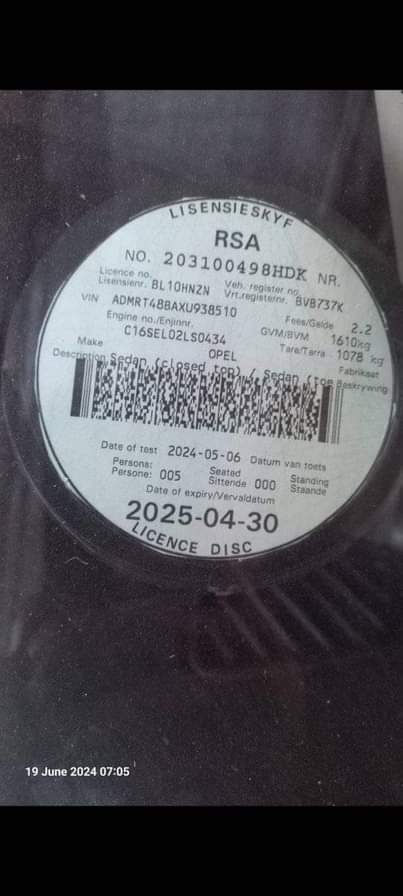 LISENSIESKYF
RSA
NO. 203100498HDK NR.
Licence no. Veh. register no.
Lisensienr. BL10HN2N Vrt.registernr. BVB737K
VIN ADMRT48BAXU938510 Fees/Gelde 2.2
Engine no./Enjinnr. GVM/BVM 1610kg
C16SEL02LS0434 Tare/Tarra 1078 kg
Make OPEL Fabrikaat
Description Sedan (closed top) / Sedan (toe Beskrywing
Date of test 2024-05-06 Datum van toets
Persons: Seated Standing
Persone: 005 Sittende 000 Staande
Date of expiry/Vervaldatum
2025-04-30
LICENCE DISC
19 June 2024 07:05